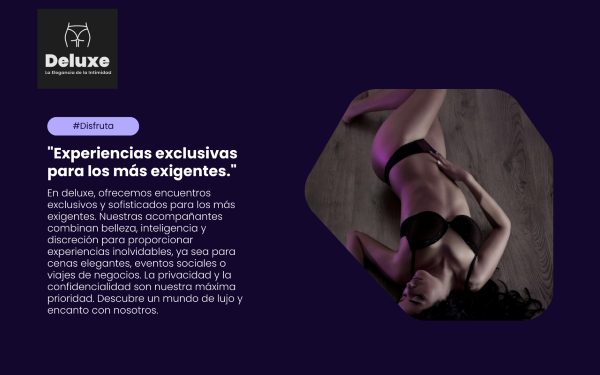 Deluxe
La Elegancia de la Intimidad
#Disfruta
"Experiencias exclusivas
para los más exigentes."
En deluxe, ofrecemos encuentros
exclusivos y sofisticados para los más
exigentes. Nuestras acompañantes
combinan belleza, inteligencia y
discreción para proporcionar
experiencias inolvidables, ya sea para
cenas elegantes, eventos sociales o
viajes de negocios. La privacidad y la
confidencialidad son nuestra máxima
prioridad. Descubre un mundo de lujo y
encanto con nosotros.